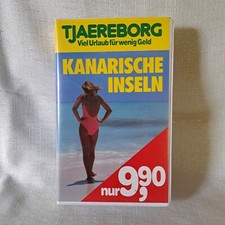 TJAEREBORG
Viel Urlaub für wenig Geld
KANARISCHE
INSELN
nur 9,90